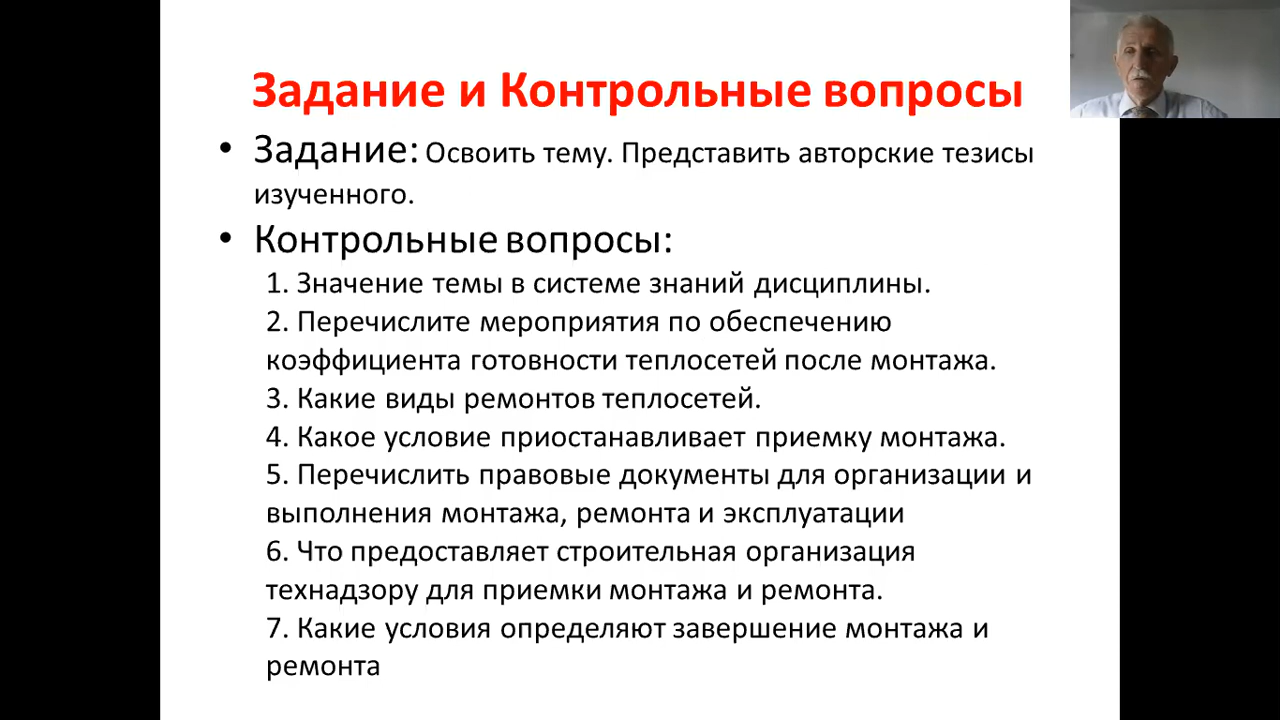 Задание и Контрольные вопросы
• Задание: Освоить тему. Представить авторские тезисы
изученного.
• Контрольные вопросы:
1. Значение темы в системе знаний дисциплины.
2. Перечислите мероприятия по обеспечению
коэффициента готовности теплосетей после монтажа.
3. Какие виды ремонтов теплосетей.
4. Какое условие приостанавливает приемку монтажа.
5. Перечислить правовые документы для организации и
выполнения монтажа, ремонта и эксплуатации
6. Что предоставляет строительная организация
технадзору для приемки монтажа и ремонта.
7. Какие условия определяют завершение монтажа и
ремонта